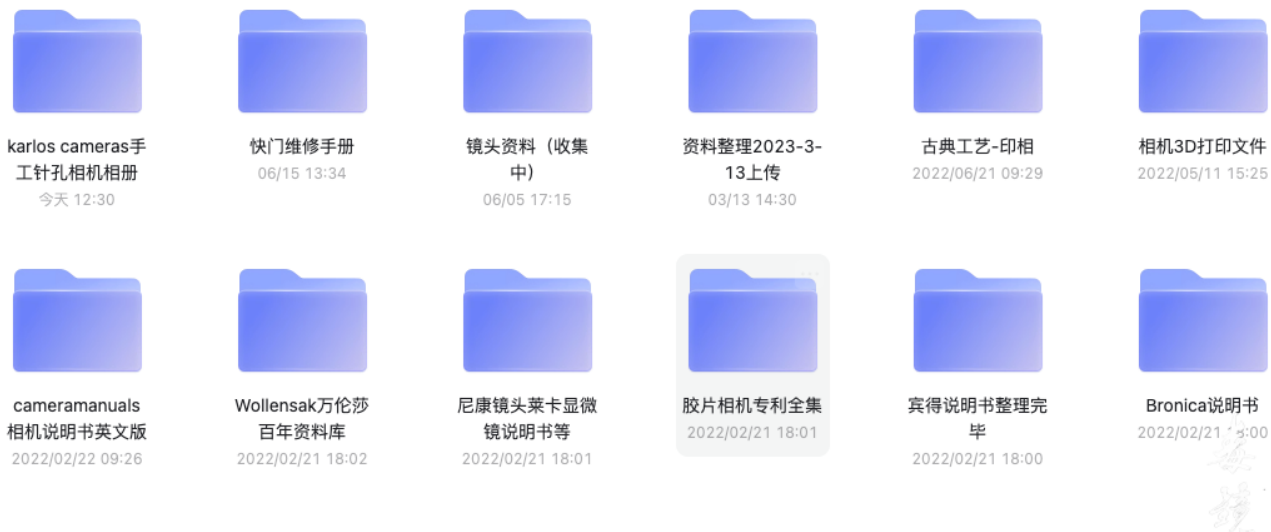 karlos cameras手
工针孔相机相册
今天 12:30
快门维修手册
06/15 13:34
镜头资料（收集
中）
06/05 17:15
资料整理2023-3-
13上传
03/13 14:30
古典工艺-印相
2022/06/21 09:29
相机3D打印文件
2022/05/11 15:25
cameramanuals
相机说明书英文版
2022/02/22 09:26
Wollensak万伦莎
百年资料库
2022/02/21 18:02
尼康镜头莱卡显微
镜说明书等
2022/02/21 18:01
胶片相机专利全集
2022/02/21 18:01
宾得说明书整理完
毕
2022/02/21 18:00
Bronica说明书
2022/02/21 18:00